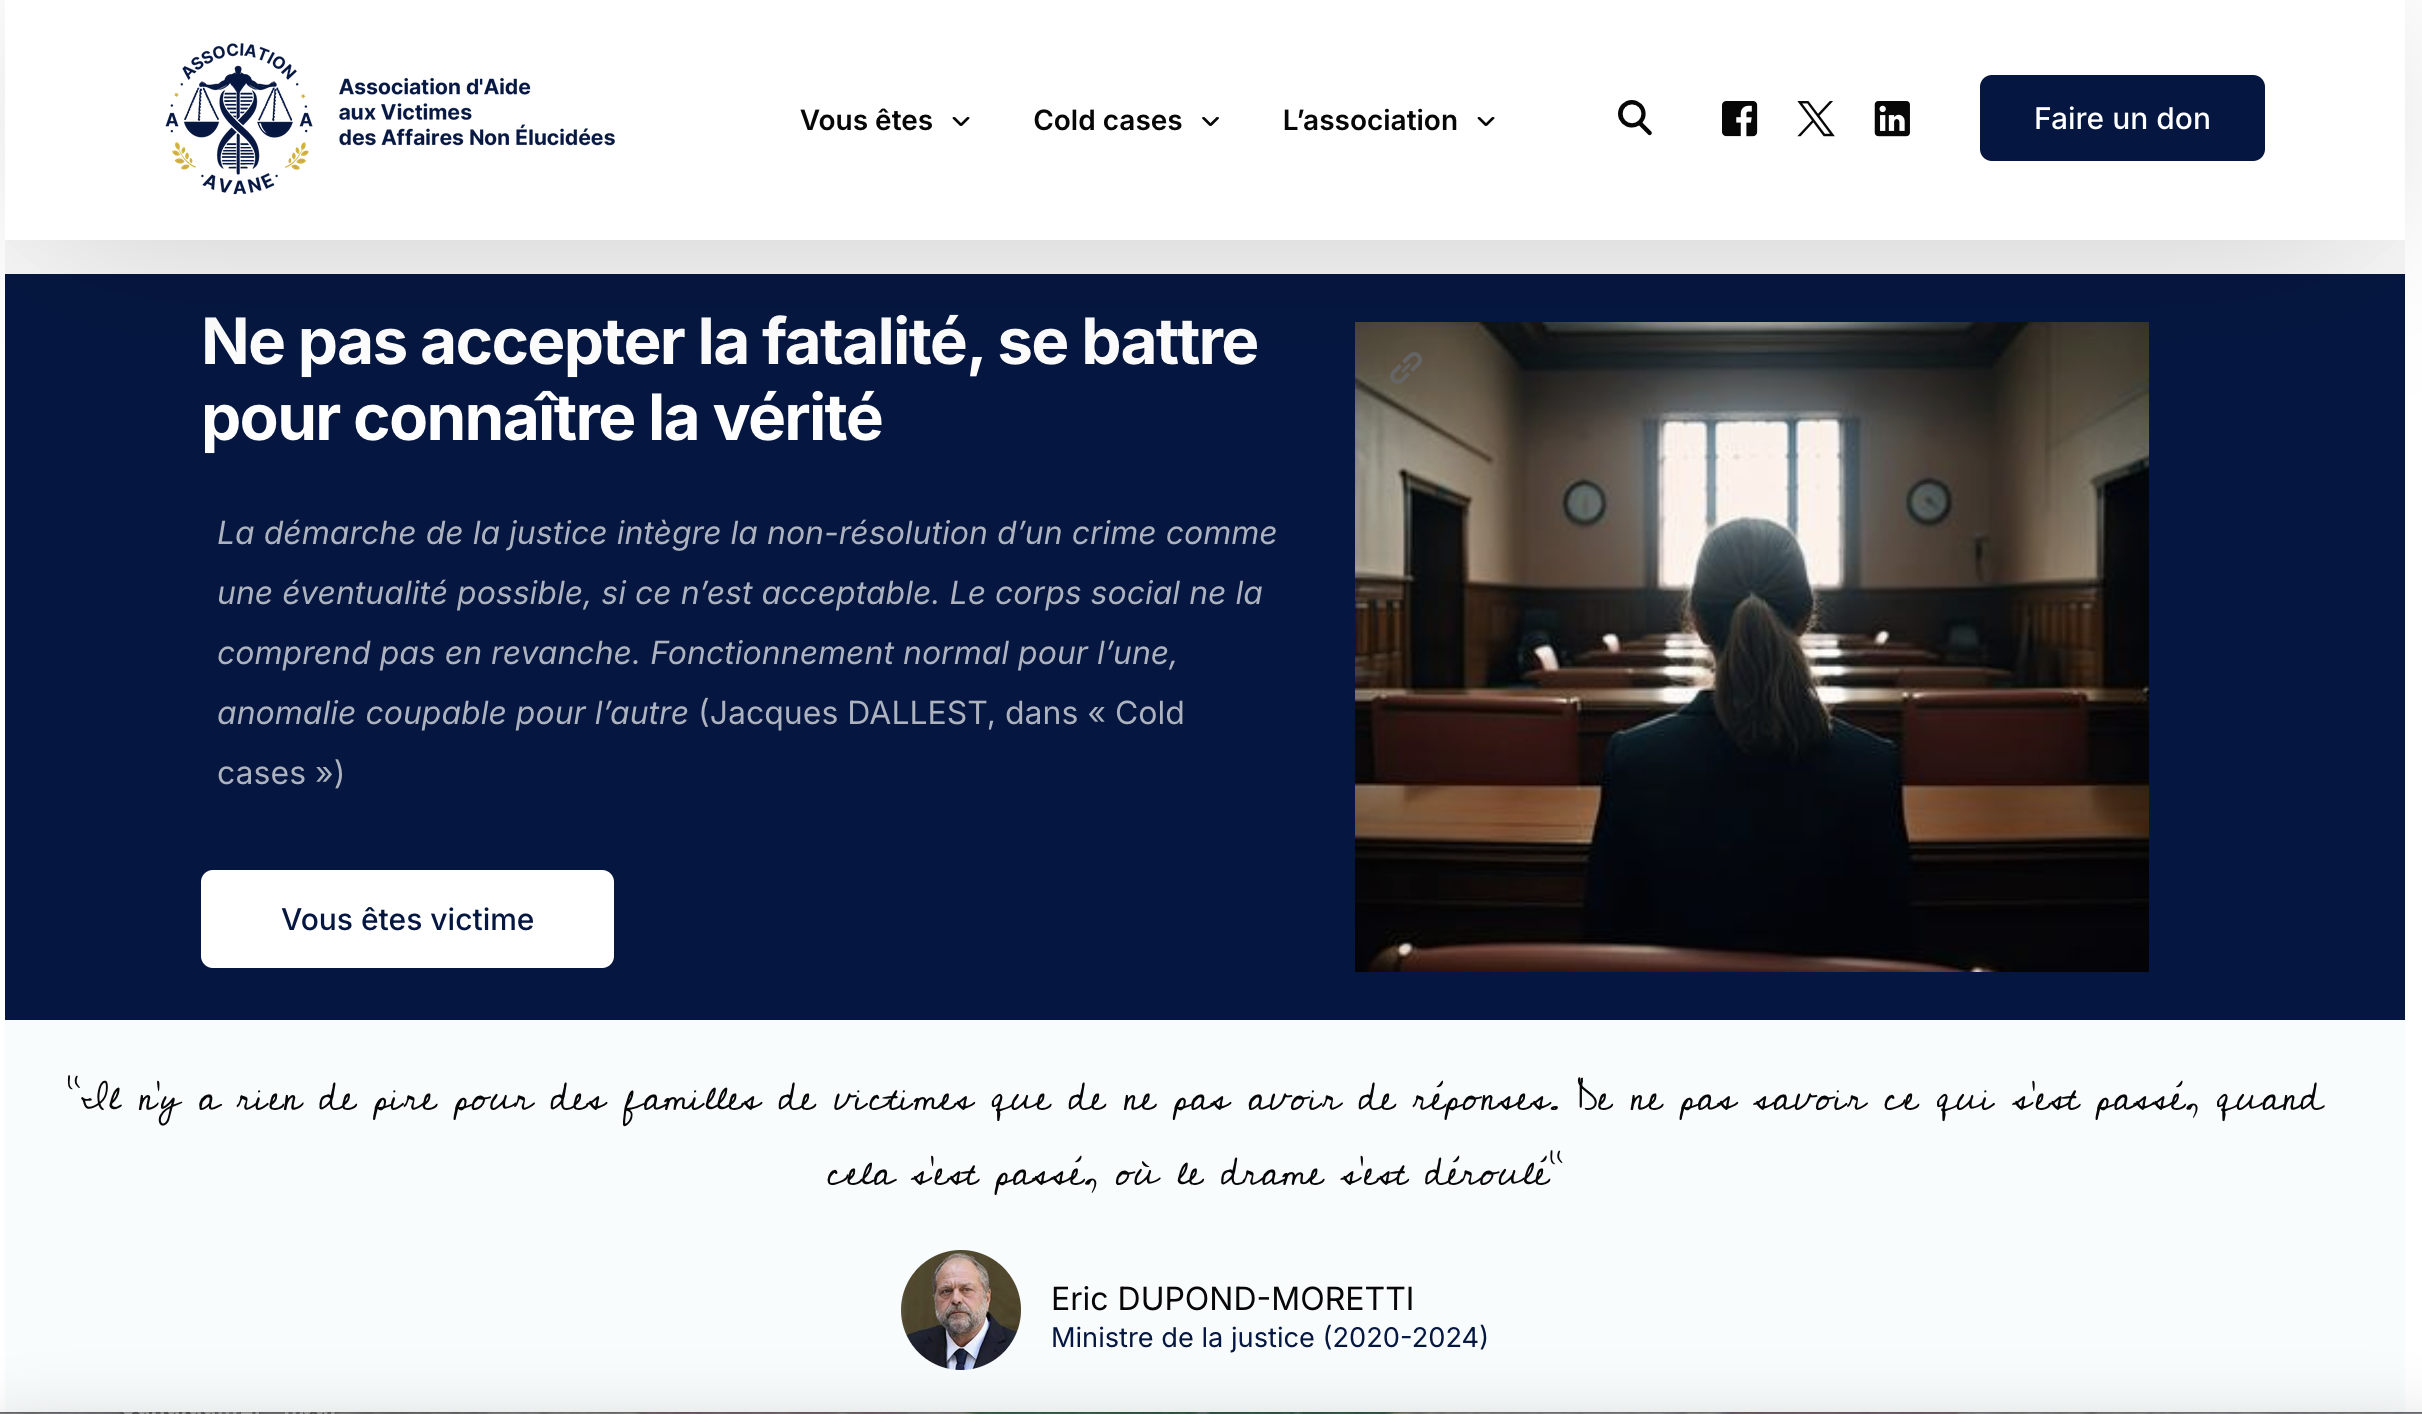 ASSOCIATION
A A
AVANE
Association d'Aide
aux Victimes
des Affaires Non Élucidées
Vous êtes
Cold cases
L’association
Faire un don
Ne pas accepter la fatalité, se battre
pour connaître la vérité
La démarche de la justice intègre la non-résolution d’un crime comme
une éventualité possible, si ce n’est acceptable. Le corps social ne la
comprend pas en revanche. Fonctionnement normal pour l’une,
anomalie coupable pour l’autre (Jacques DALLEST, dans « Cold
cases »)
Vous êtes victime
"Il n'y a rien de pire pour des familles de victimes que de ne pas avoir de réponses. De ne pas savoir ce qui s'est passé, quand
cela s'est passé, où le drame s'est déroulé"
Eric DUPOND-MORETTI
Ministre de la justice (2020-2024)